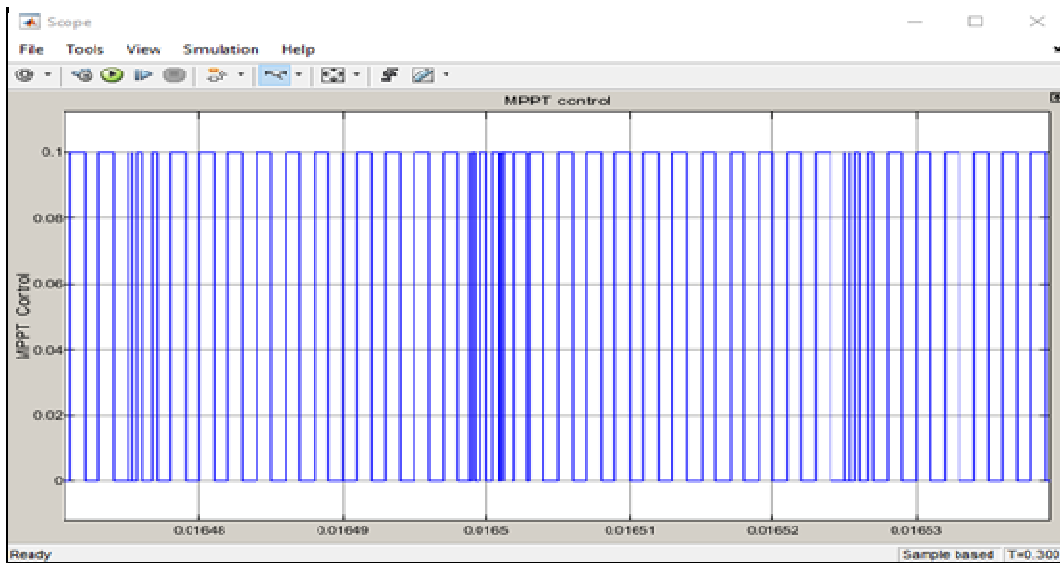 Scope
File Tools View Simulation Help
MPPT control
MPPT Control
0.1
0.08
0.06
0.04
0.02
0
0.01648
0.01649
0.0165
0.01651
0.01652
0.01653
Ready
Sample based
T=0.300